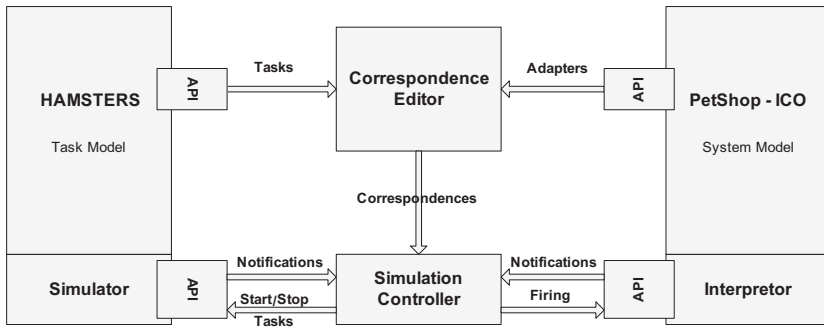 HAMSTERS
Task Model
API
Tasks
Correspondence
Editor
Adapters
API
PetShop - ICO
System Model
Correspondences
Simulator
API
Notifications
Start/Stop
Tasks
Simulation
Controller
Notifications
Firing
API
Interpretor